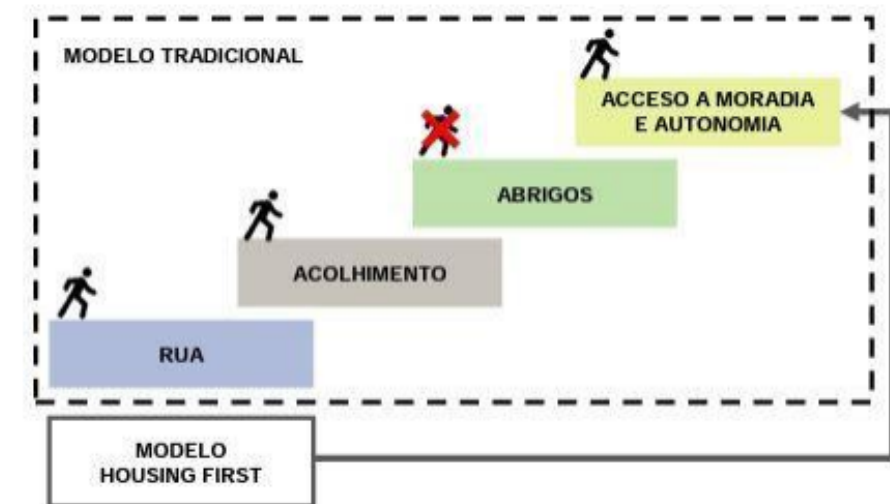 MODELO TRADICIONAL
ACCESO A MORADIA
E AUTONOMIA
ABRIGOS
ACOLHIMENTO
RUA
MODELO
HOUSING FIRST